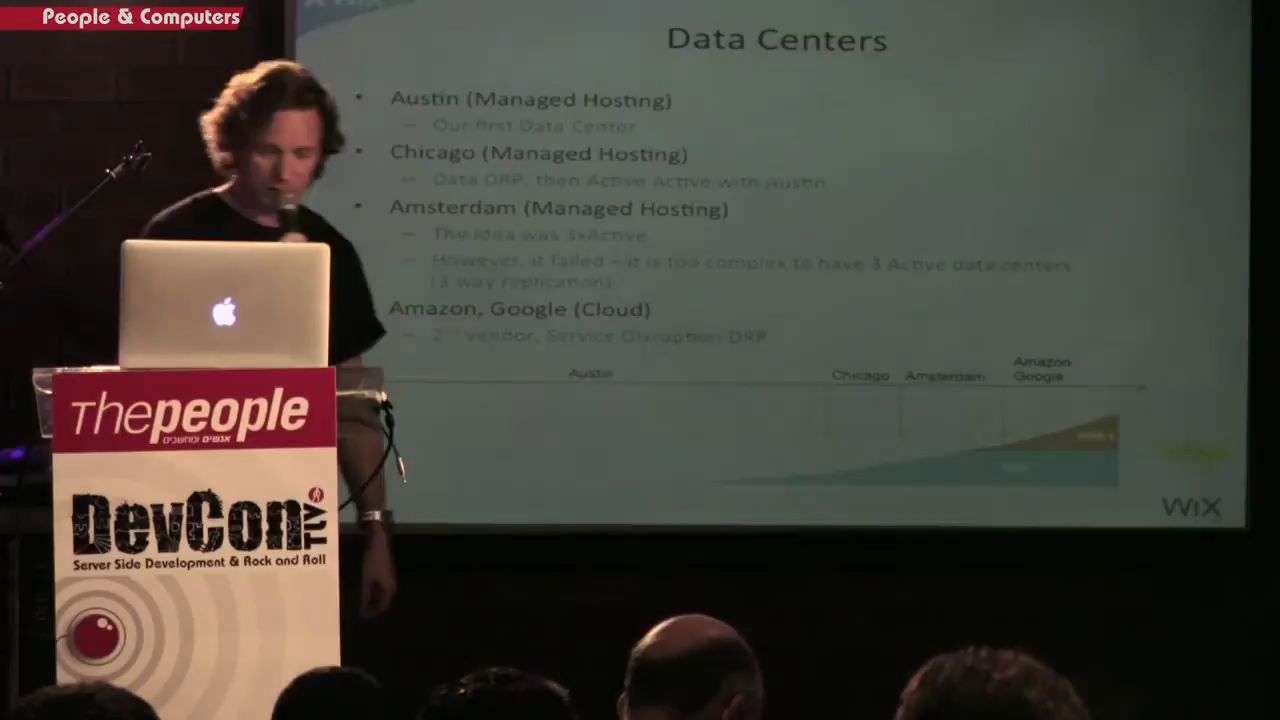 People & Computers
Data Centers
• Austin (Managed Hosting)
– Our first Data Center
• Chicago (Managed Hosting)
– Data DRP, then Active Active with Austin
• Amsterdam (Managed Hosting)
– The idea was 3xActive
– However, it failed – it is too complex to have 3 Active data centers
(3 way replication)
Amazon, Google (Cloud)
– 2nd vendor, Service Disruption DRP
Austin
Chicago
Amsterdam
Amazon
Google
WiX
Thepeople
אנשים ומחשבים
DevCon TLV
Server Side Development & Rock and Roll